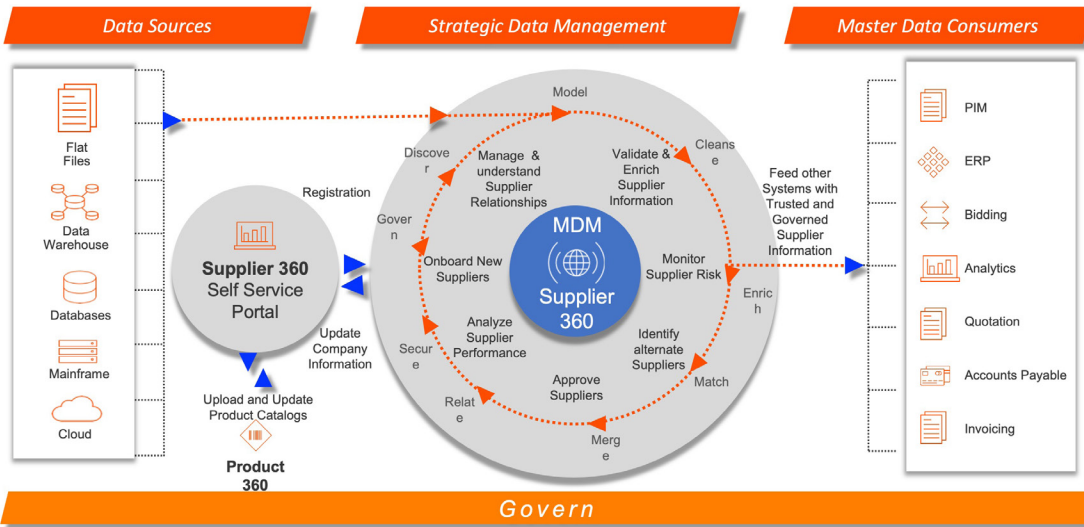 Data Sources
Strategic Data Management
Master Data Consumers
Flat
Files
Data
Warehouse
Databases
Mainframe
Cloud
Registration
Supplier 360
Self Service
Portal
Update
Company
Information
Upload and Update
Product Catalogs
Product
360
Model
Cleans
e
Enric
h
Match
Merg
e
Relat
e
Secur
e
Gover
n
Discove
r
Manage &
understand
Supplier
Relationships
Validate &
Enrich
Supplier
Information
Monitor
Supplier Risk
Identify
alternate
Suppliers
Approve
Suppliers
Analyze
Supplier
Performance
Onboard New
Suppliers
MDM
Supplier
360
Feed other
Systems with
Trusted and
Governed
Supplier
Information
PIM
ERP
Bidding
Analytics
Quotation
Accounts Payable
Invoicing
Govern